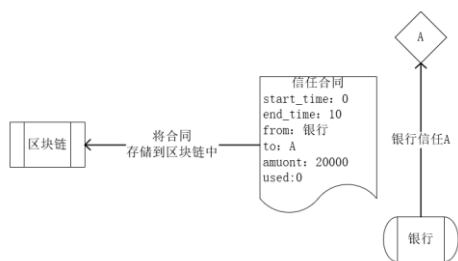 信任合同
start_time: 0
end_time: 10
from: 银行
to: A
amuont: 20000
used:0
区块链
将合同
存储到区块链中
A
银行信任A
银行